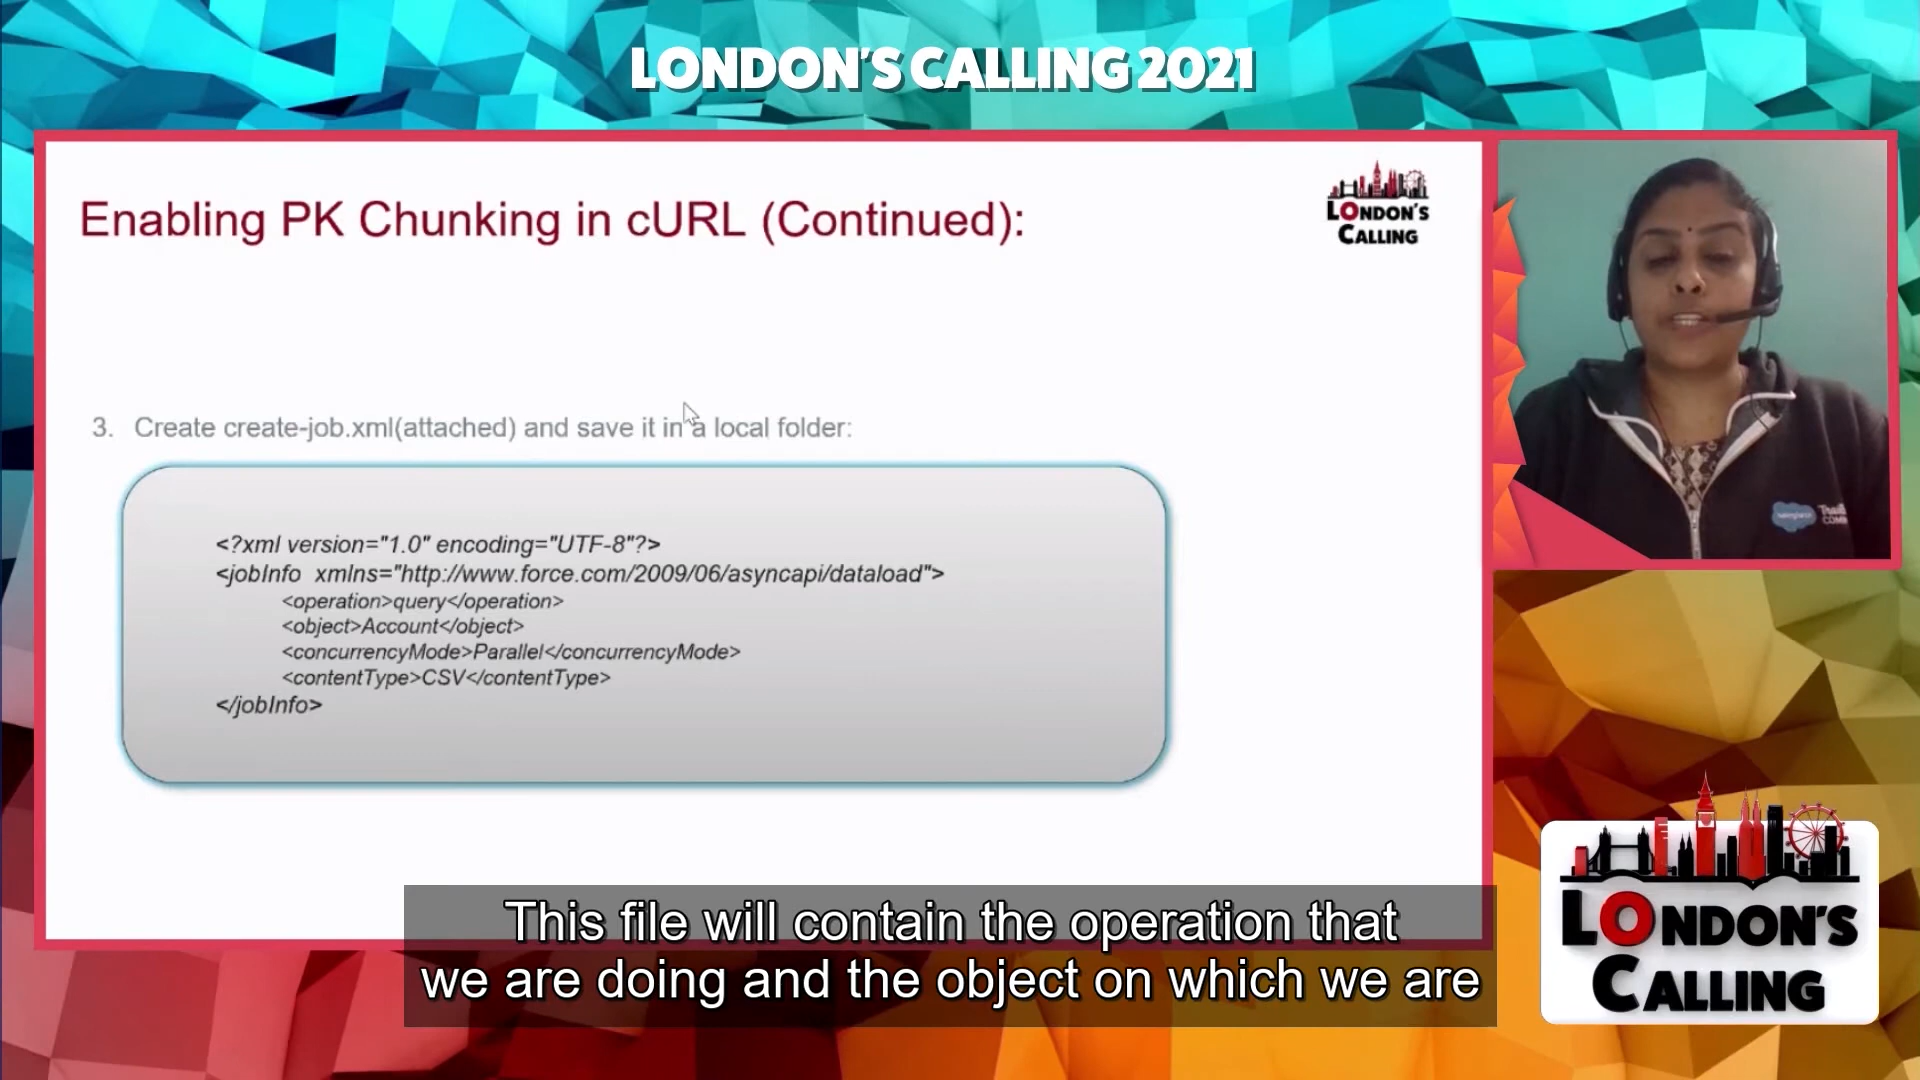 LONDON'S CALLING 2021
Enabling PK Chunking in cURL (Continued):
LONDON'S
CALLING
3. Create create-job.xml(attached) and save it in a local folder:
<?xml version="1.0" encoding="UTF-8"?>
<jobInfo xmlns="http://www.force.com/2009/06/asyncapi/dataload">
<operation>query</operation>
<object>Account</object>
<concurrencyMode>Parallel</concurrencyMode>
<contentType>CSV</contentType>
</jobInfo>
salesforce
This file will contain the operation that
we are doing and the object on which we are
LONDON'S
CALLING